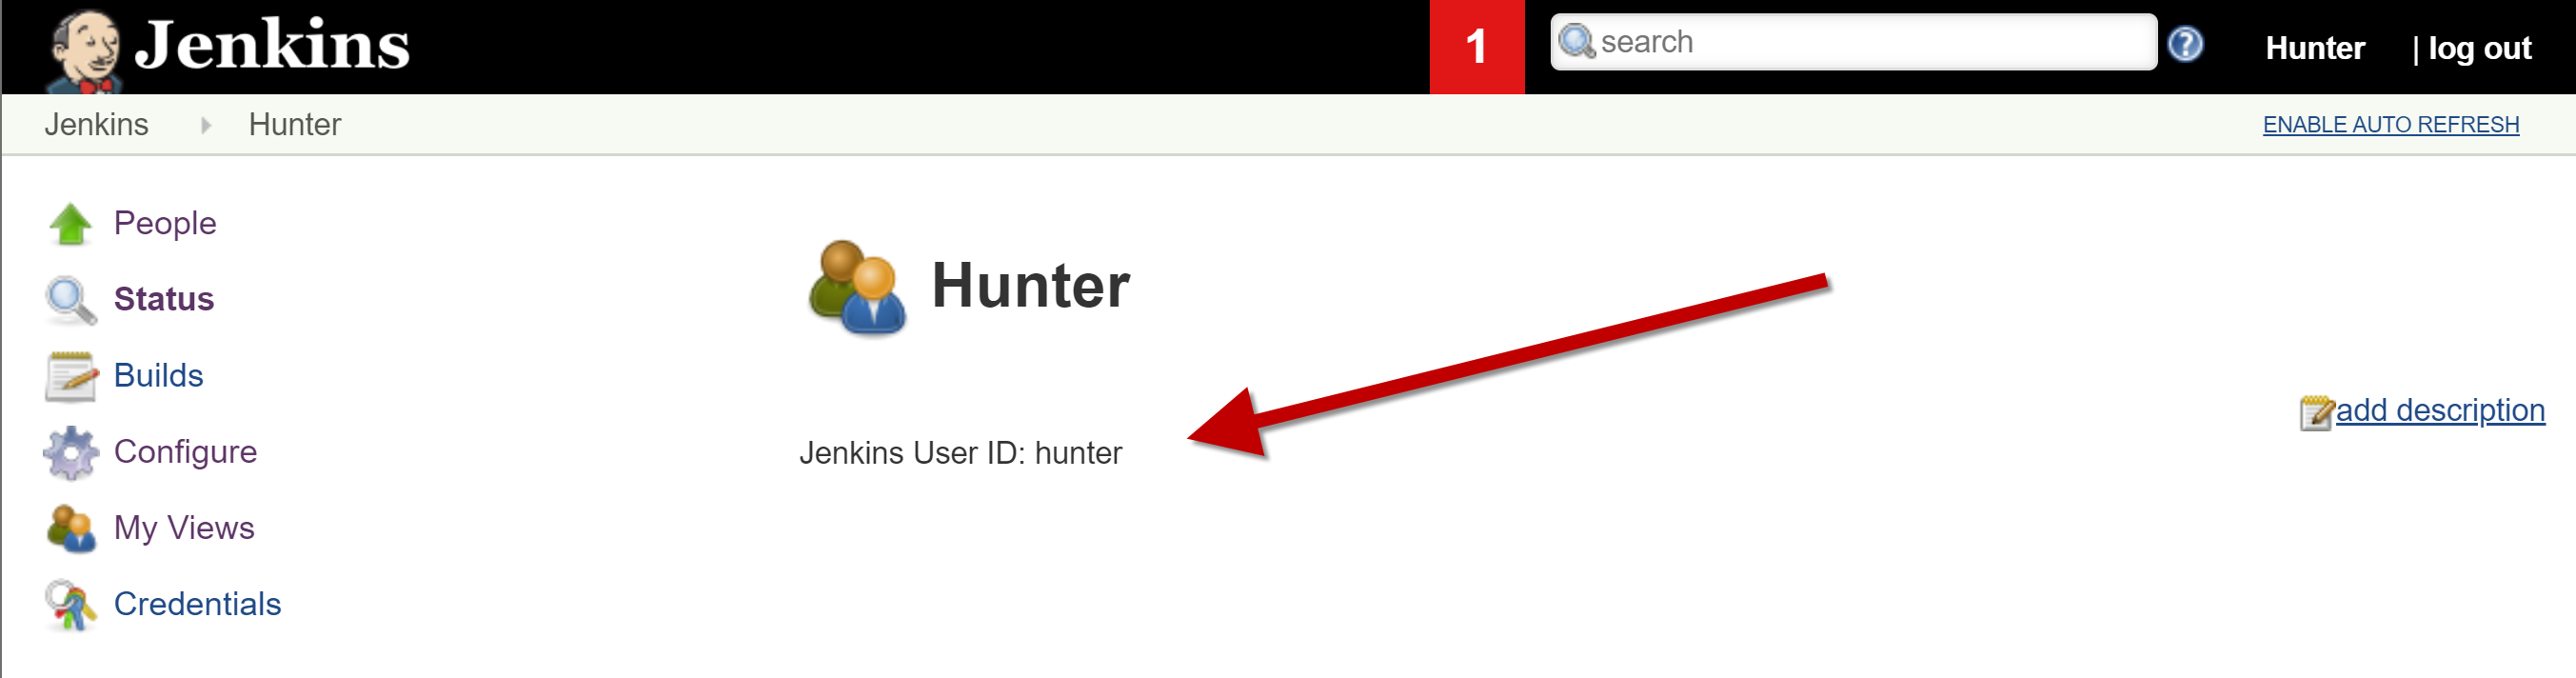 Jenkins
1
search
?
Hunter
| log out
Jenkins
Hunter
ENABLE AUTO REFRESH
People
Status
Builds
Configure
My Views
Credentials
Hunter
add description
Jenkins User ID: hunter